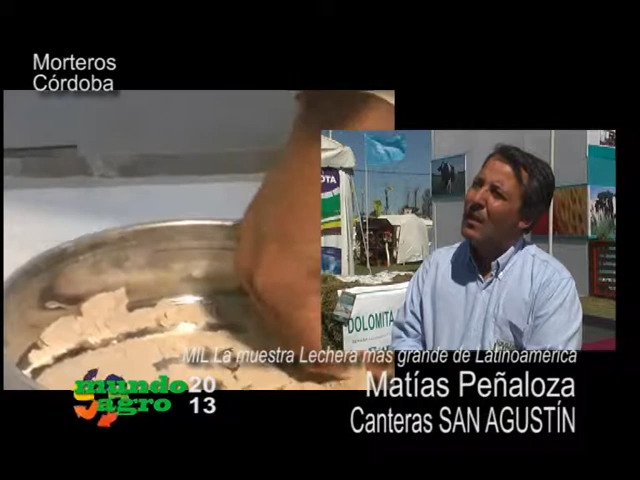 Morteros
Córdoba
DOLOMITA
MIL La muestra Lechera más grande de Latinoamérica
mundo
agro
20
13
Matías Peñaloza
Canteras SAN AGUSTÍN